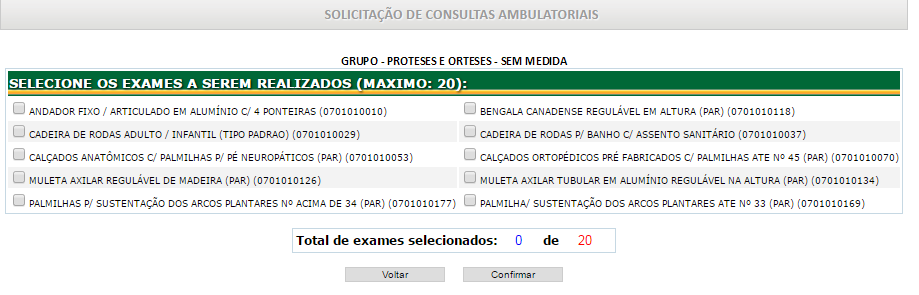 SOLICITAÇÃO DE CONSULTAS AMBULATORIAIS
GRUPO - PROTESES E ORTESES - SEM MEDIDA
SELECIONE OS EXAMES A SEREM REALIZADOS (MAXIMO: 20):
ANDADOR FIXO / ARTICULADO EM ALUMÍNIO C/ 4 PONTEIRAS (0701010010)
BENGALA CANADENSE REGULÁVEL EM ALTURA (PAR) (0701010118)
CADEIRA DE RODAS ADULTO / INFANTIL (TIPO PADRAO) (0701010029)
CADEIRA DE RODAS P/ BANHO C/ ASSENTO SANITÁRIO (0701010037)
CALÇADOS ANATÔMICOS C/ PALMILHAS P/ PÉ NEUROPÁTICOS (PAR) (0701010053)
CALÇADOS ORTOPÉDICOS PRÉ FABRICADOS C/ PALMILHAS ATE Nº 45 (PAR) (0701010070)
MULETA AXILAR REGULÁVEL DE MADEIRA (PAR) (0701010126)
MULETA AXILAR TUBULAR EM ALUMÍNIO REGULÁVEL NA ALTURA (PAR) (0701010134)
PALMILHAS P/ SUSTENTAÇÃO DOS ARCOS PLANTARES Nº ACIMA DE 34 (PAR) (0701010177)
PALMILHA/ SUSTENTAÇÃO DOS ARCOS PLANTARES ATE Nº 33 (PAR) (0701010169)
Total de exames selecionados: 0 de 20
Voltar
Confirmar